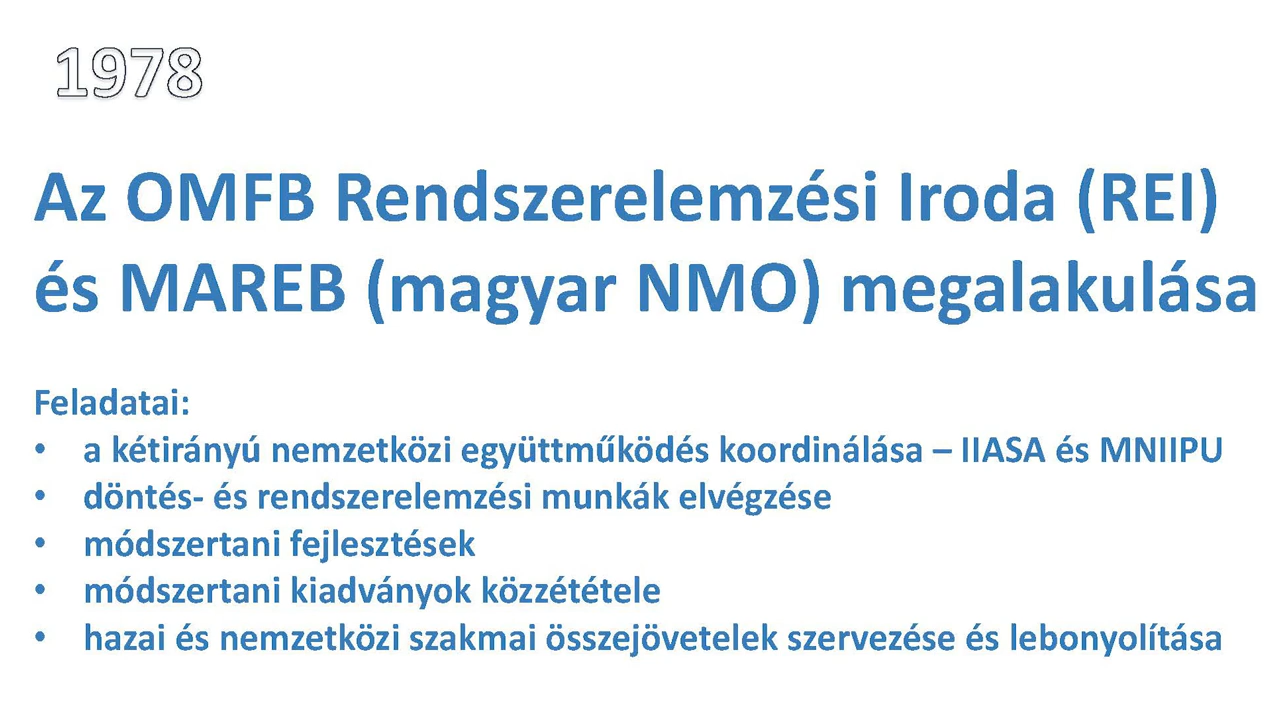 1978
Az OMFB Rendszerelemzési Iroda (REI)
és MAREB (magyar NMO) megalakulása
Feladatai:
• a kétirányú nemzetközi együttműködés koordinálása – IIASA és MNIIPU
• döntés- és rendszerelemzési munkák elvégzése
• módszertani fejlesztések
• módszertani kiadványok közzététele
• hazai és nemzetközi szakmai összejövetelek szervezése és lebonyolítása